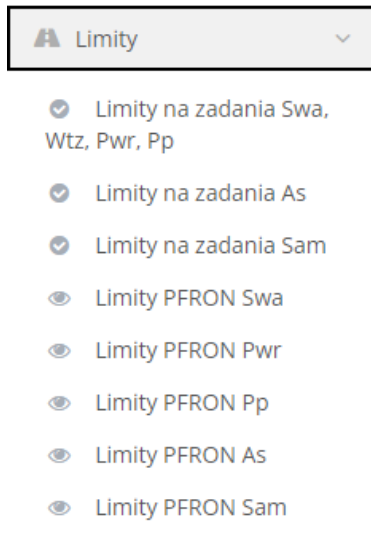 Limity
Limity na zadania Swa,
Wtz, Pwr, Pp
Limity na zadania As
Limity na zadania Sam
Limity PFRON Swa
Limity PFRON Pwr
Limity PFRON Pp
Limity PFRON As
Limity PFRON Sam